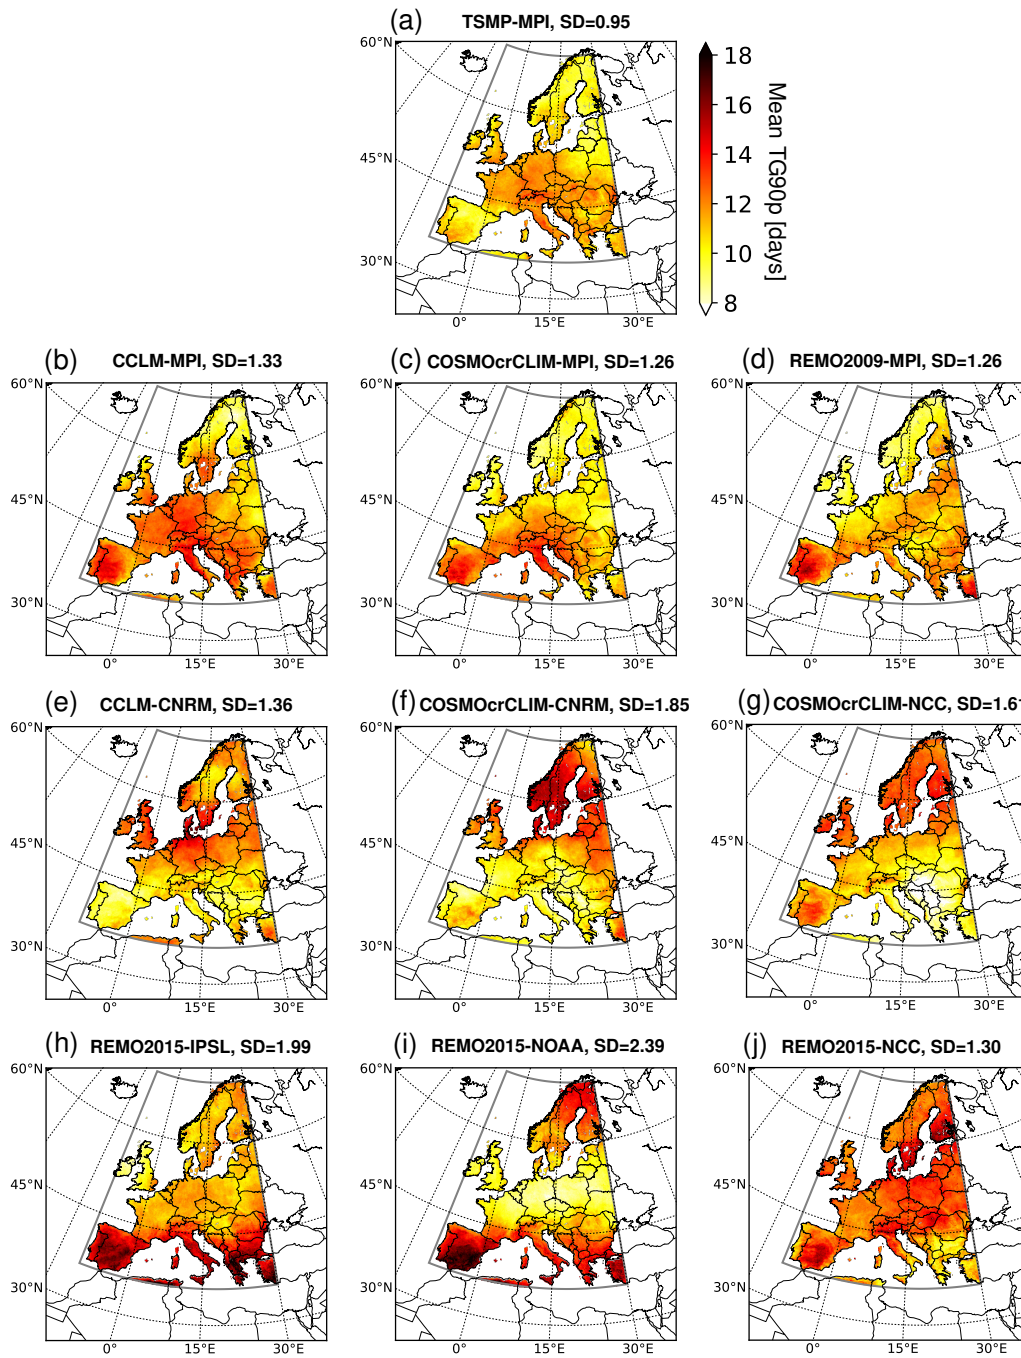 (a) TSMP-MPI, SD=0.95
60°N
45°N
30°N
0° 15°E 30°E
18
16
14
12
10
8
Mean TG90p [days]
(b) CCLM-MPI, SD=1.33
60°N
45°N
30°N
0° 15°E 30°E
(c) COSMOcrCLIM-MPI, SD=1.26
60°N
45°N
30°N
0° 15°E 30°E
(d) REMO2009-MPI, SD=1.26
60°N
45°N
30°N
0° 15°E 30°E
(e) CCLM-CNRM, SD=1.36
60°N
45°N
30°N
0° 15°E 30°E
(f) COSMOcrCLIM-CNRM, SD=1.85
60°N
45°N
30°N
0° 15°E 30°E
(g) COSMOcrCLIM-NCC, SD=1.61
60°N
45°N
30°N
0° 15°E 30°E
(h) REMO2015-IPSL, SD=1.99
60°N
45°N
30°N
0° 15°E 30°E
(i) REMO2015-NOAA, SD=2.39
60°N
45°N
30°N
0° 15°E 30°E
(j) REMO2015-NCC, SD=1.30
60°N
45°N
30°N
0° 15°E 30°E